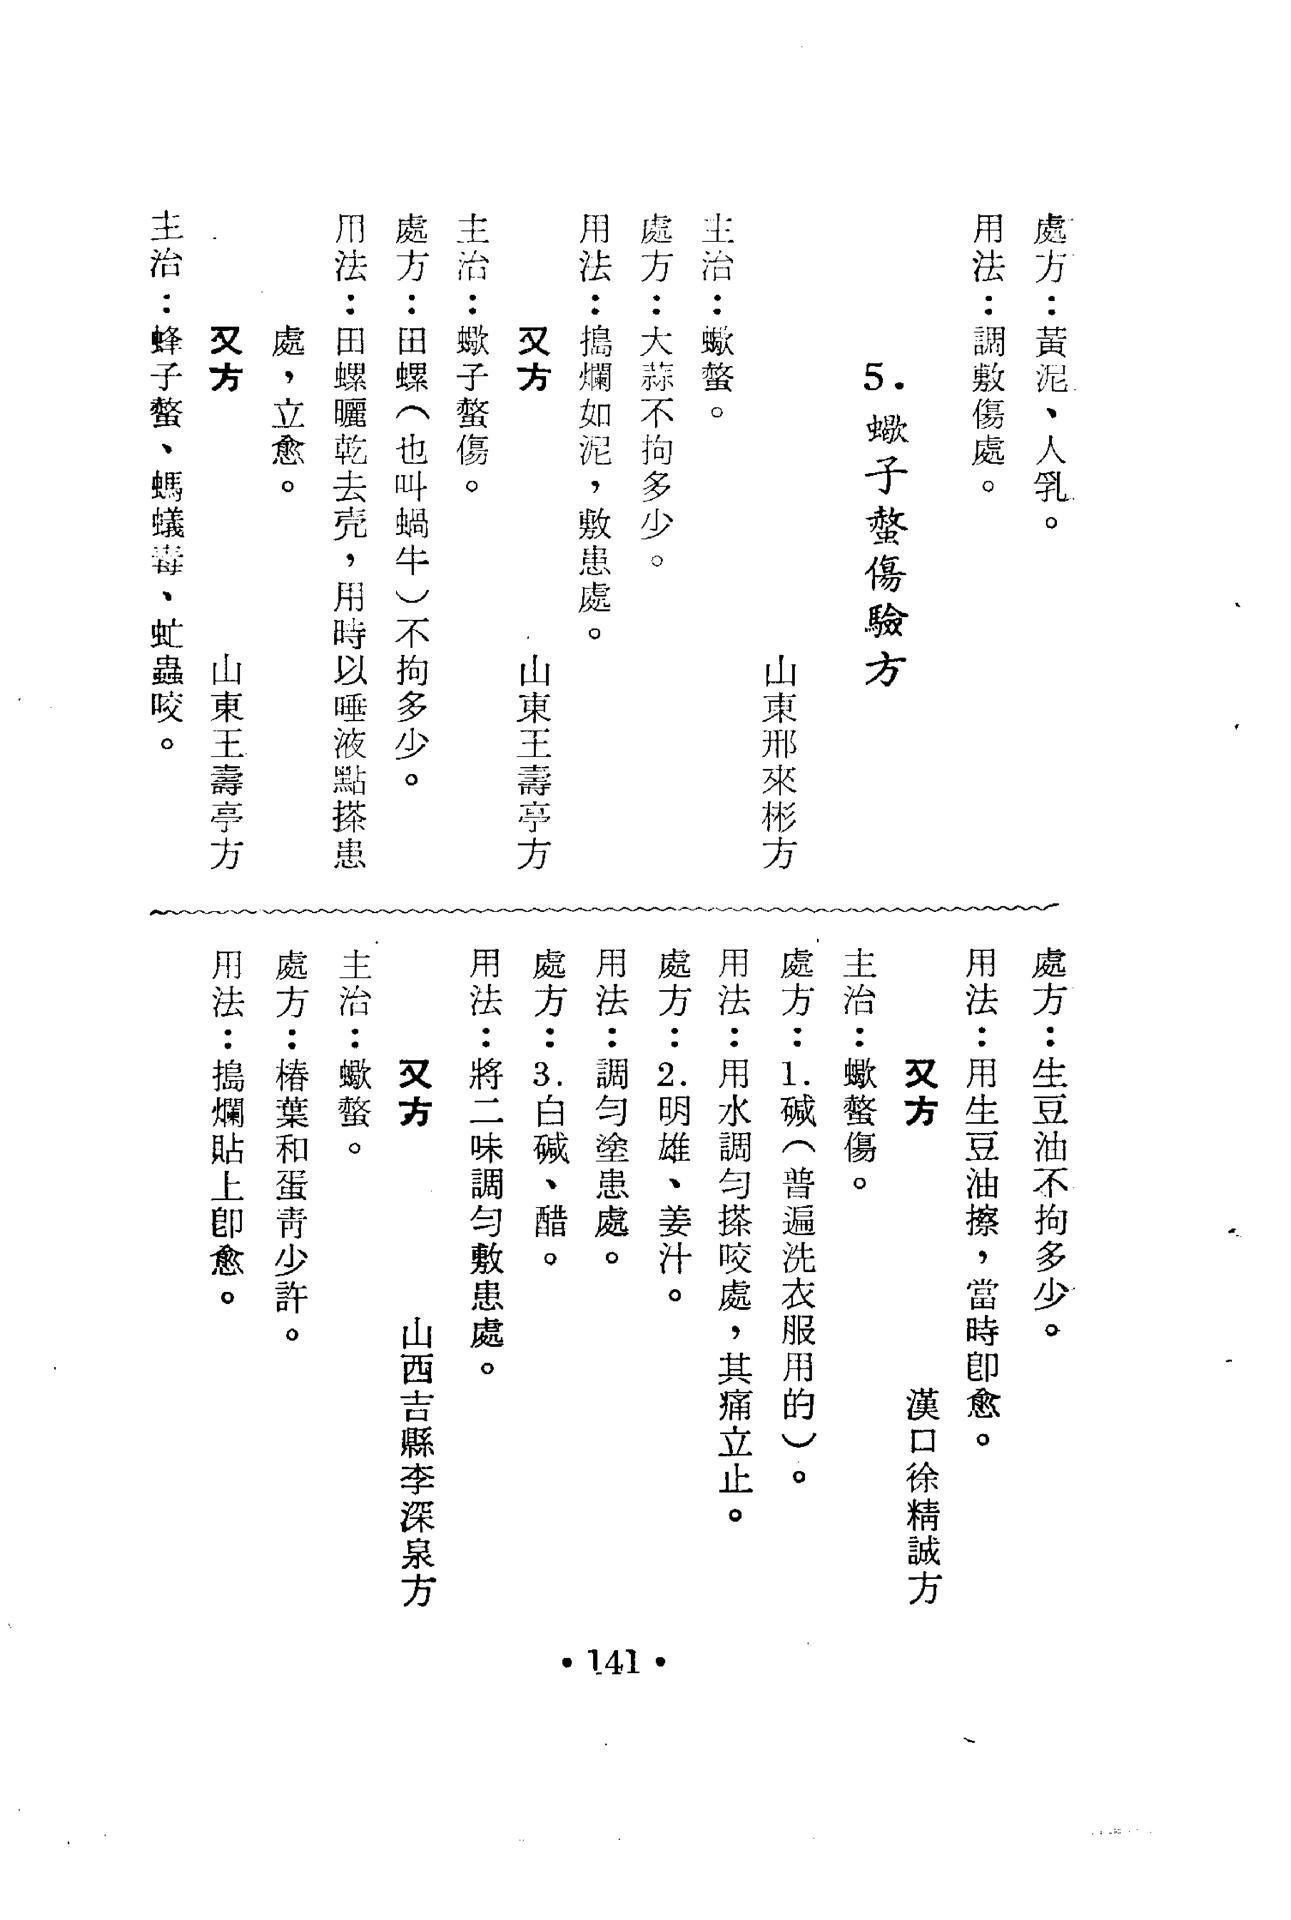 處方：黃泥、人乳。
用法：調敷傷處。
5. 蠍子螫傷驗方
山東邢來彬方
主治：蠍螫。
處方：大蒜不拘多少。
用法：搗爛如泥，敷患處。
又方　山東王壽亭方
主治：蠍子螫傷。
處方：田螺（也叫蝸牛）不拘多少。
用法：田螺曬乾去壳，用時以唾液點搽患
處，立愈。
又方　山東王壽亭方
主治：蜂子螫、螞蟻毒、虻蟲咬。
處方：生豆油不拘多少。
用法：用生豆油擦，當時卽愈。
又方　漢口徐精誠方
主治：蠍螫傷。
處方：1.碱（普遍洗衣服用的）。
用法：用水調勻搽咬處，其痛立止。
處方：2.明雄、姜汁。
用法：調勻塗患處。
處方：3.白碱、醋。
用法：將二味調勻敷患處。
又方　山西吉縣李深泉方
主治：蠍螫。
處方：椿葉和蛋靑少許。
用法：搗爛貼上卽愈。
• 141 •